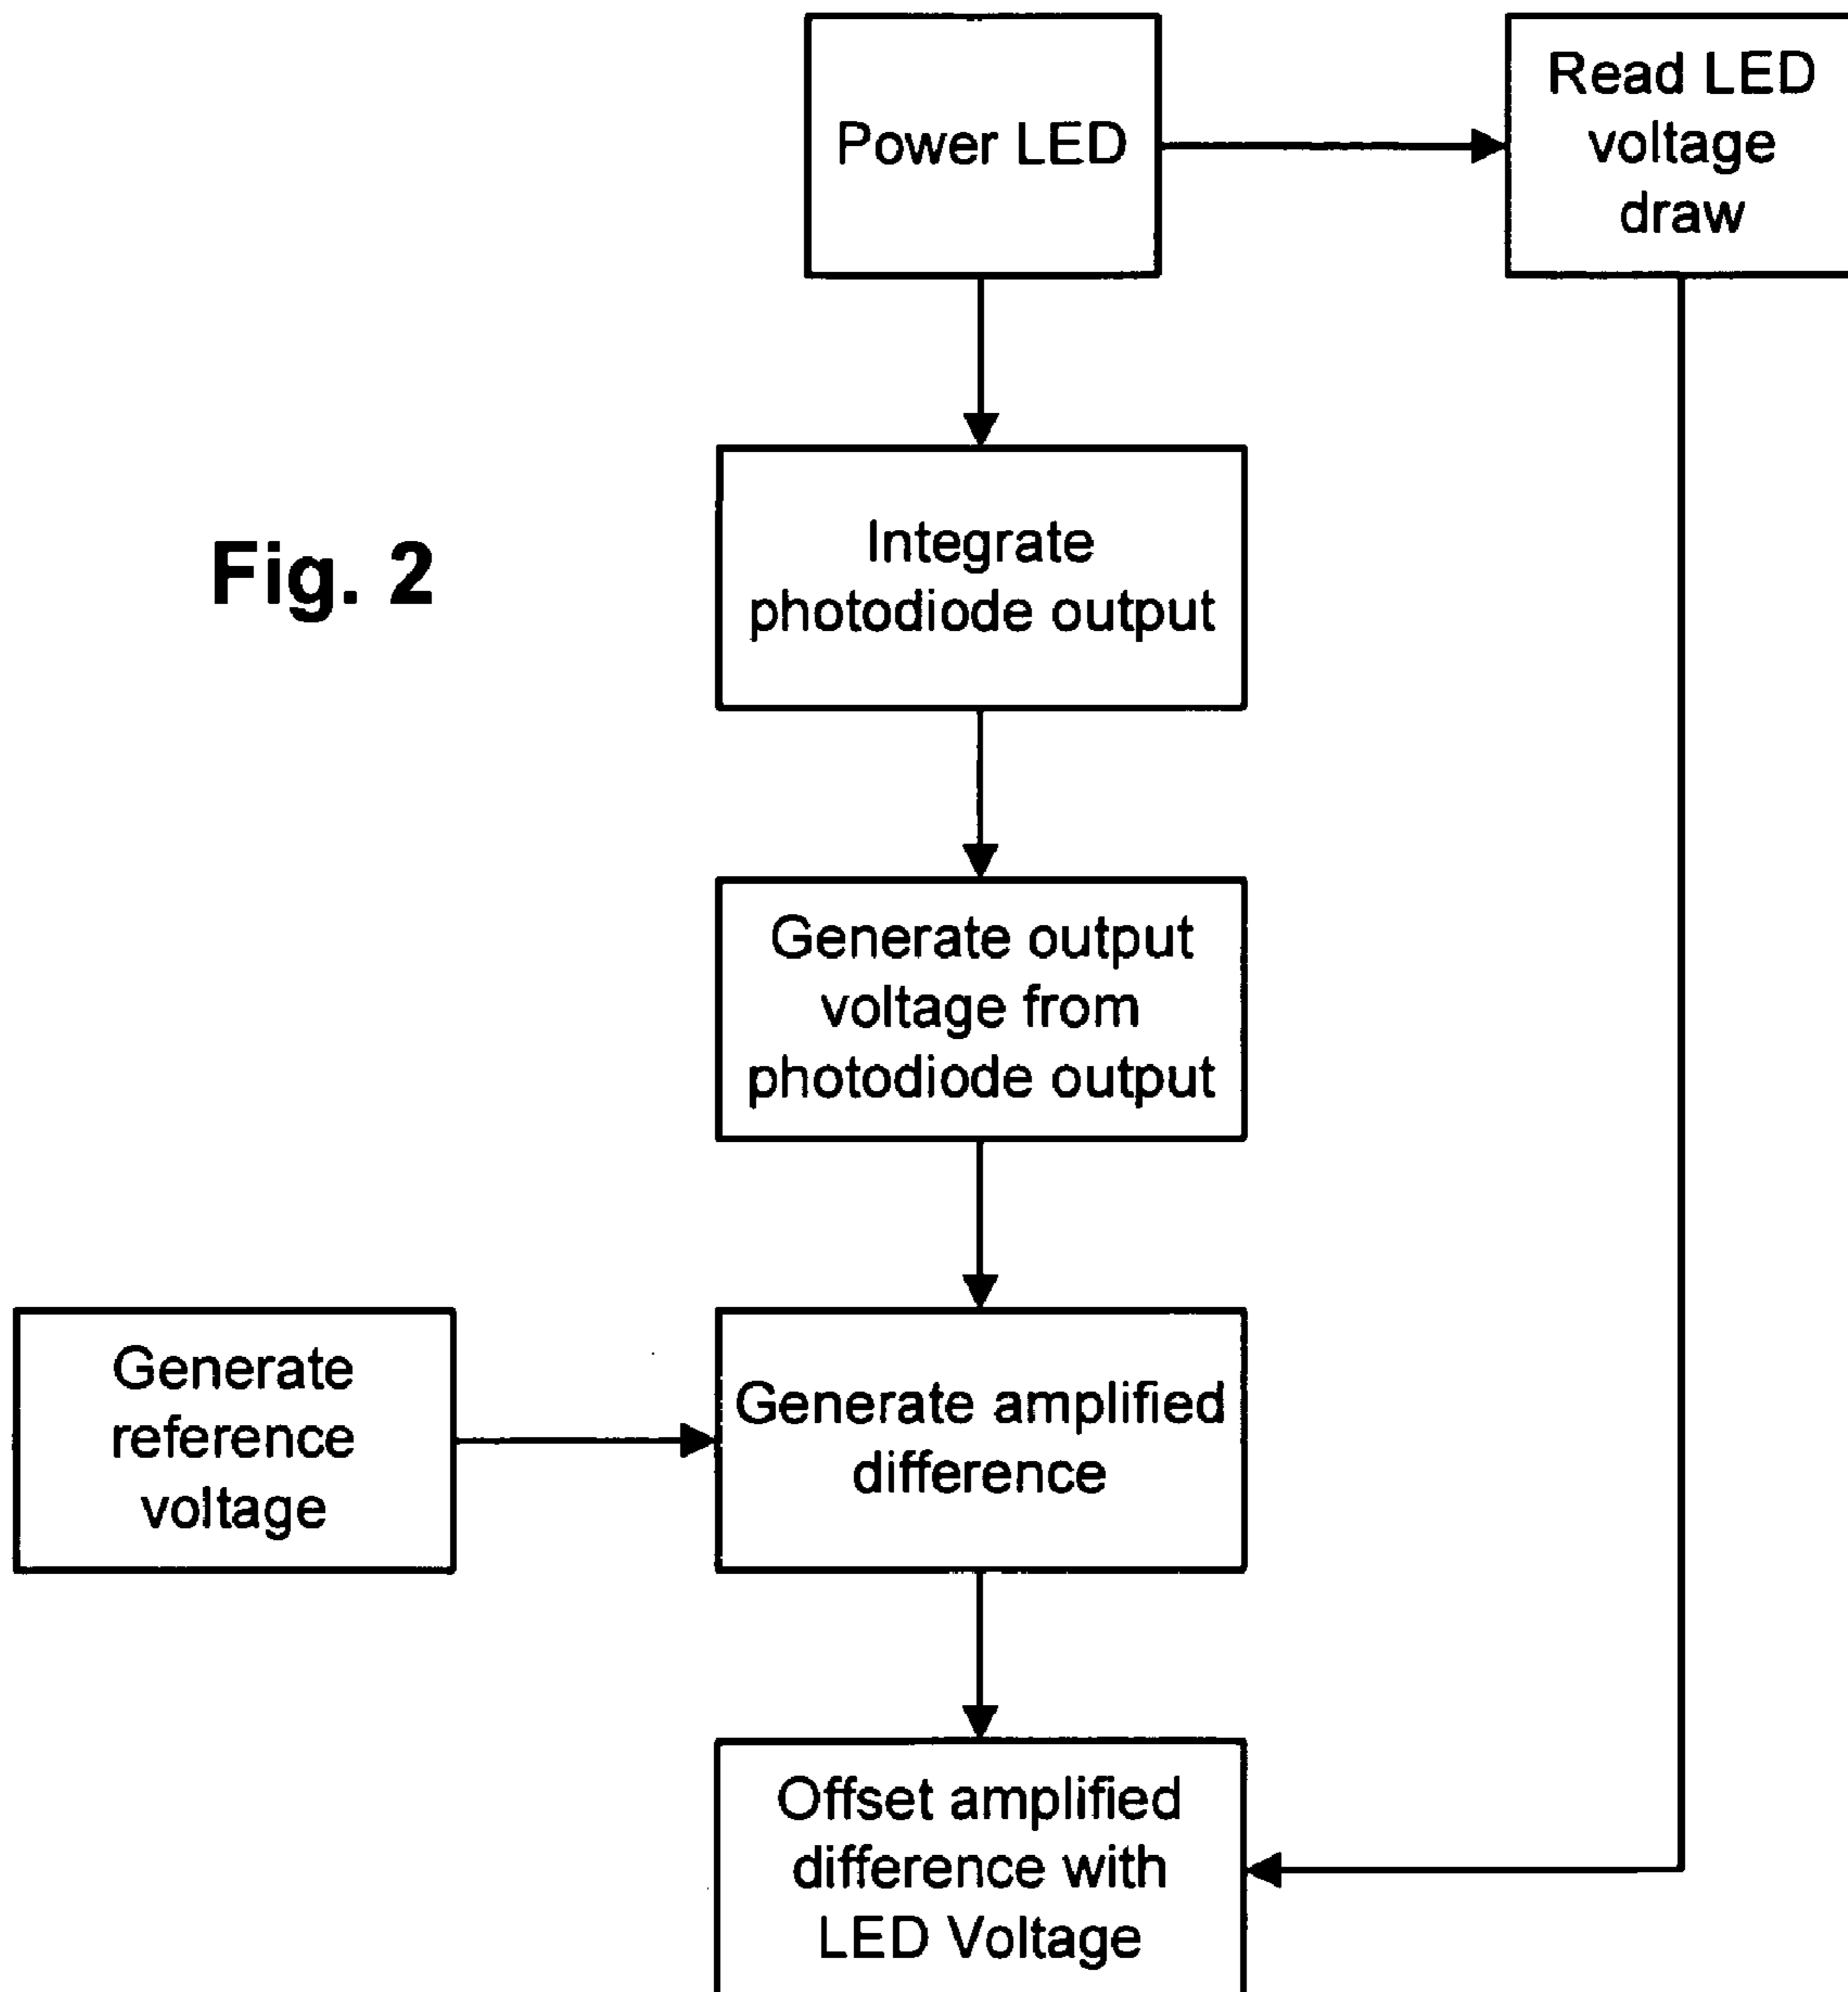 Power LED
Read LED
voltage
draw
Fig. 2
Integrate
photodiode output
Generate output
voltage from
photodiode output
Generate
reference
voltage
Generate amplified
difference
Offset amplified
difference with
LED Voltage